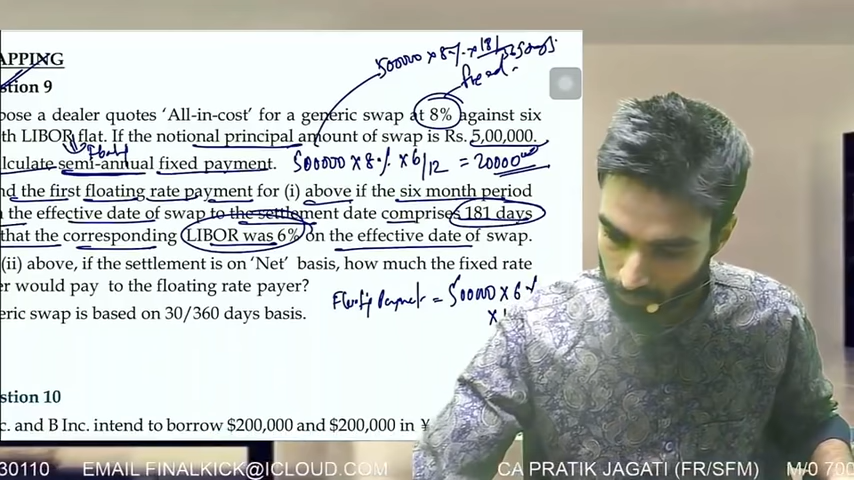 APPING
500000 x 8% x 181/365 days.
stion 9
fixed.
pose a dealer quotes ‘All-in-cost’ for a generic swap at 8% against six
th LIBOR flat. If the notional principal amount of swap is Rs. 5,00,000.
lculate semi-annual fixed payment. 500000 x 8% x 6/12 = 20000
nd the first floating rate payment for (i) above if the six month period
the effective date of swap to the settlement date comprises 181 days
that the corresponding LIBOR was 6% on the effective date of swap.
(ii) above, if the settlement is on ‘Net’ basis, how much the fixed rate
er would pay to the floating rate payer?
Floating Payment = 500000 x 6%
eric swap is based on 30/360 days basis. x 1
stion 10
c. and B Inc. intend to borrow $200,000 and $200,000 in ¥
30110 EMAIL FINALKICK@ICLOUD.COM CA PRATIK JAGATI (FR/SFM) M/0 700